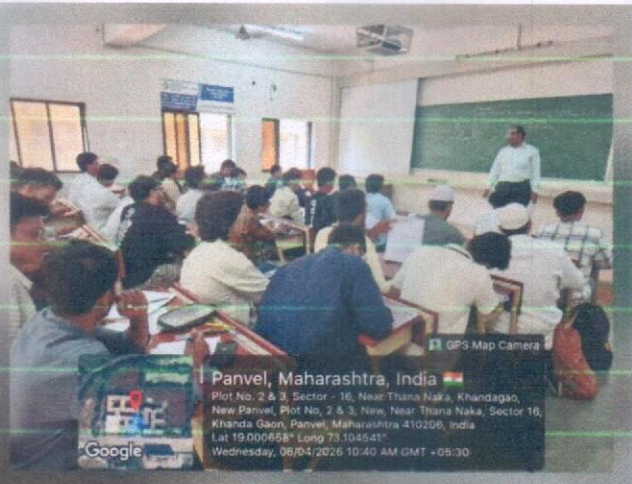 GPS Map Camera
Panvel, Maharashtra, India 🇮🇳
Plot No. 2 & 3, Sector - 16, Near Thana Naka, Khandagao,
New Panvel, Plot No, 2 & 3, New, Near Thana Naka, Sector 16,
Khanda Gaon, Panvel, Maharashtra 410206, India
Lat 19.000658° Long 73.104541°
Wednesday, 08/04/2026 10:40 AM GMT +05:30
Google